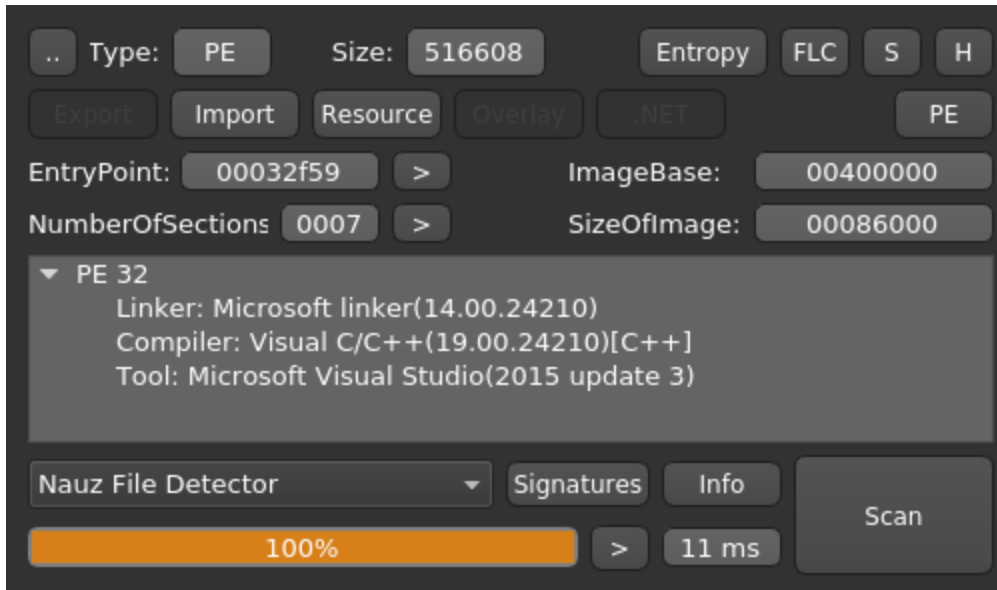 .. Type: PE Size: 516608 Entropy FLC S H
Export Import Resource Overlay .NET PE
EntryPoint: 00032f59 > ImageBase: 00400000
NumberOfSections 0007 > SizeOfImage: 00086000
PE 32
Linker: Microsoft linker(14.00.24210)
Compiler: Visual C/C++(19.00.24210)[C++]
Tool: Microsoft Visual Studio(2015 update 3)
Nauz File Detector Signatures Info
Scan
100% > 11 ms